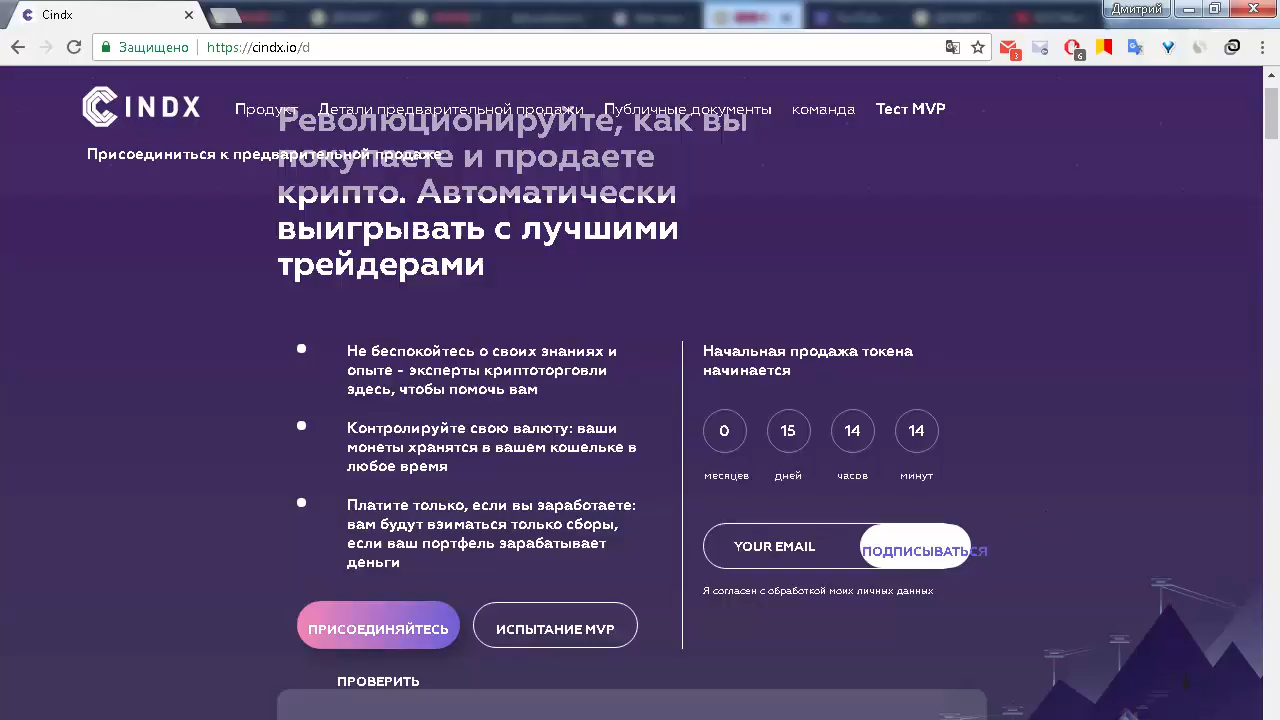 Cindx
Дмитрий
Защищено https://cindx.io/d
3
6
CINDX
Продукт Детали предварительной продажи Публичные документы команда Тест MVP
Присоединиться к предварительной продаже
Революционируйте, как вы
покупаете и продаете
крипто. Автоматически
выигрывать с лучшими
трейдерами
Не беспокойтесь о своих знаниях и
опыте - эксперты криптоторговли
здесь, чтобы помочь вам
Контролируйте свою валюту: ваши
монеты хранятся в вашем кошельке в
любое время
Платите только, если вы заработаете:
вам будут взиматься только сборы,
если ваш портфель зарабатывает
деньги
ПРИСОЕДИНЯЙТЕСЬ ИСПЫТАНИЕ MVP
ПРОВЕРИТЬ
Начальная продажа токена
начинается
0 15 14 14
месяцев дней часов минут
YOUR EMAIL ПОДПИСЫВАТЬСЯ
Я согласен с обработкой моих личных данных